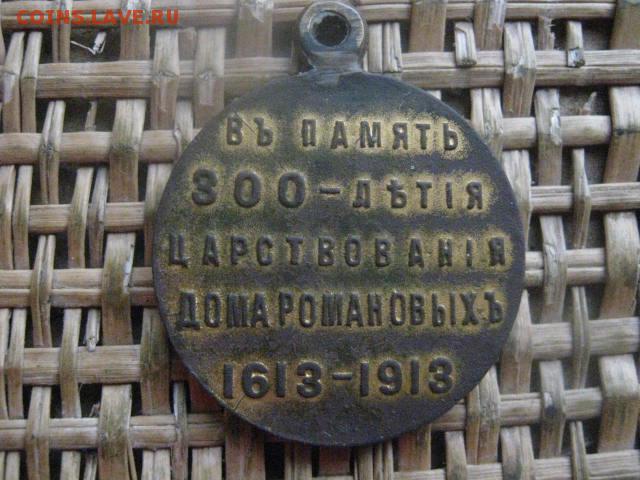 COINS.LAVE.RU
ВЪ ПАМЯТЬ
300-ЛѢТІЯ
ЦАРСТВОВАНІЯ
ДОМА РОМАНОВЫХЪ
1613-1913